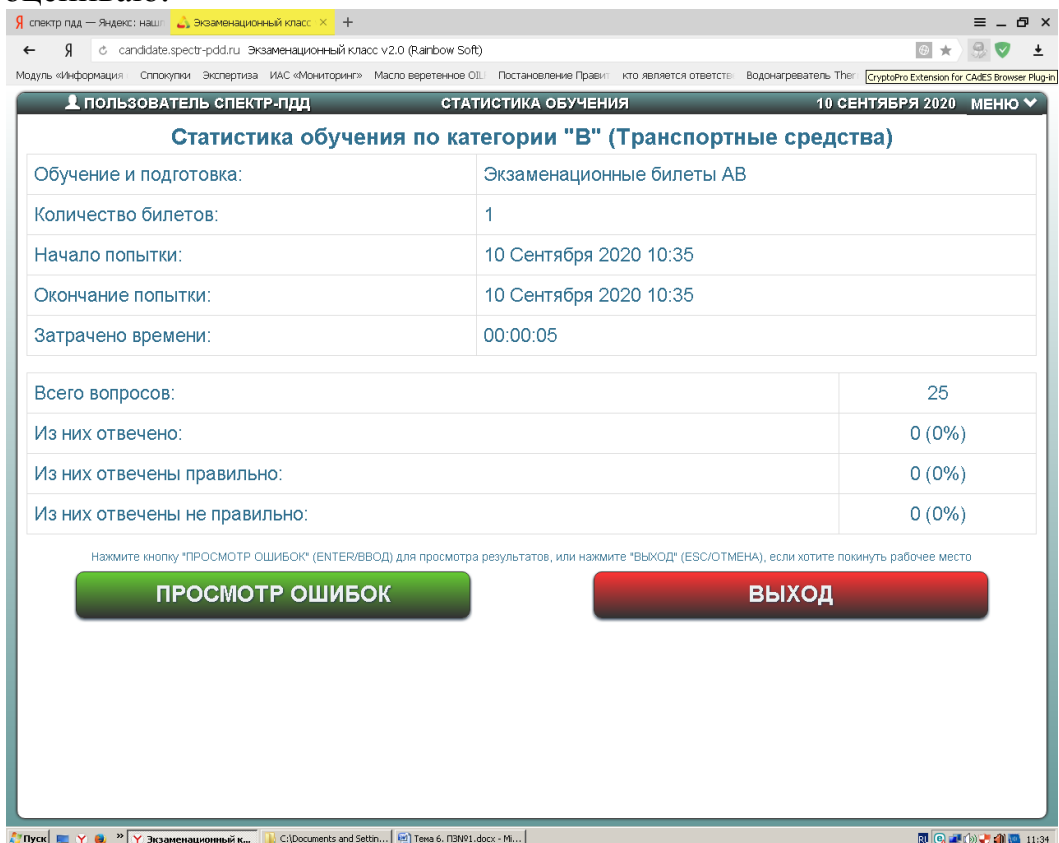 оцениваю.
спектр пдд — Яндекс: наш
Экзаменационный класс × +
Я candidate.spectr-pdd.ru Экзаменационный класс v2.0 (Rainbow Soft)
Модуль «Информация Сппокупки Экспертиза ИАС «Мониторинг» Масло веретенное OIL Постановление Правит кто является ответстве Водонагреватель Ther CryptoPro Extension for CAdES Browser Plug-in
ПОЛЬЗОВАТЕЛЬ СПЕКТР-ПДД СТАТИСТИКА ОБУЧЕНИЯ 10 СЕНТЯБРЯ 2020 МЕНЮ
Статистика обучения по категории "B" (Транспортные средства)
Обучение и подготовка: Экзаменационные билеты АВ
Количество билетов: 1
Начало попытки: 10 Сентября 2020 10:35
Окончание попытки: 10 Сентября 2020 10:35
Затрачено времени: 00:00:05
Всего вопросов: 25
Из них отвечено: 0 (0%)
Из них отвечены правильно: 0 (0%)
Из них отвечены не правильно: 0 (0%)
Нажмите кнопку "ПРОСМОТР ОШИБОК" (ENTER/ВВОД) для просмотра результатов, или нажмите "ВЫХОД" (ESC/ОТМЕНА), если хотите покинуть рабочее место
ПРОСМОТР ОШИБОК ВЫХОД
Пуск » Экзаменационный к... C:\Documents and Settin... Тема 6. ПЗ№1.docx - Mi... RU 11:34